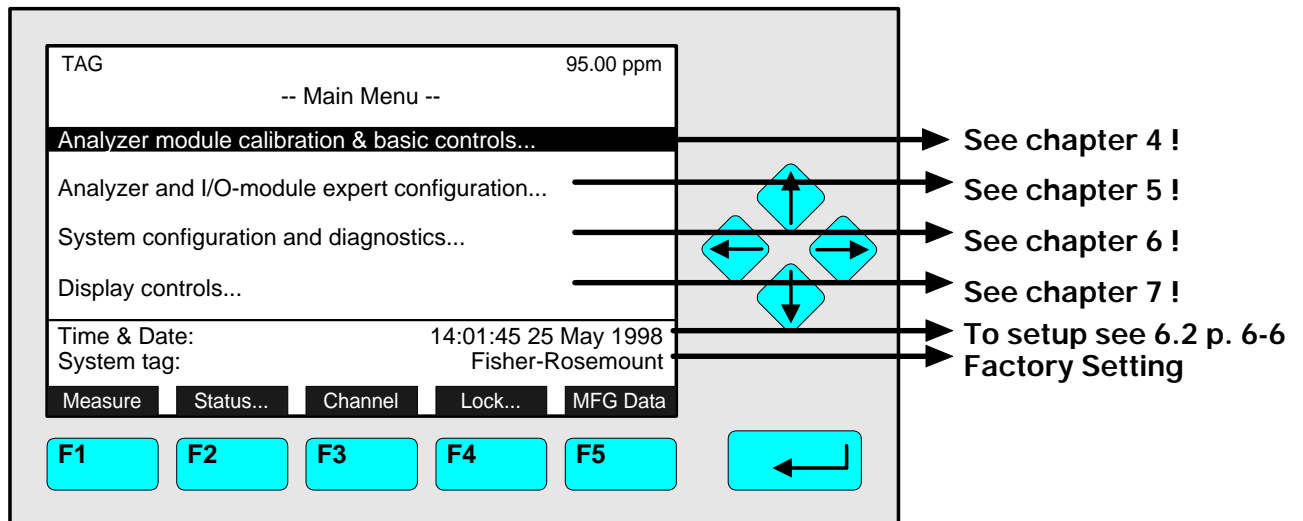 TAG 95.00 ppm
-- Main Menu --
Analyzer module calibration & basic controls...
See chapter 4 !
Analyzer and I/O-module expert configuration...
See chapter 5 !
System configuration and diagnostics...
See chapter 6 !
Display controls...
See chapter 7 !
Time & Date: 14:01:45 25 May 1998
To setup see 6.2 p. 6-6
System tag: Fisher-Rosemount
Factory Setting
Measure Status... Channel Lock... MFG Data
F1 F2 F3 F4 F5